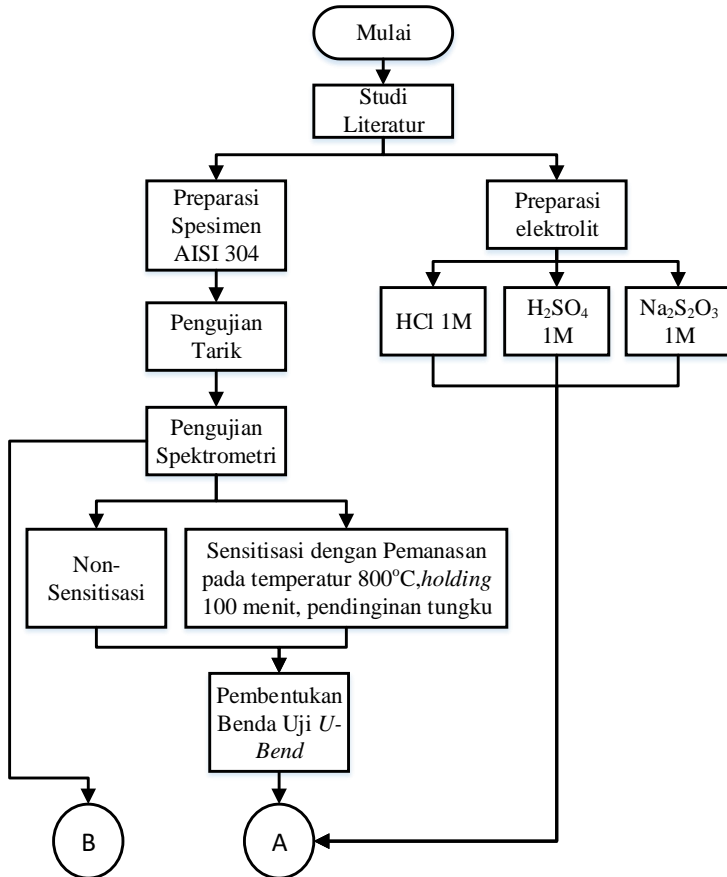 Mulai
Studi
Literatur
Preparasi
Spesimen
AISI 304
Preparasi
elektrolit
HCl 1M
H₂SO₄
1M
Na₂S₂O₃
1M
Pengujian
Tarik
Pengujian
Spektrometri
Non-
Sensitisasi
Sensitisasi dengan Pemanasan
pada temperatur 800°C,holding
100 menit, pendinginan tungku
Pembentukan
Benda Uji U-
Bend
B
A